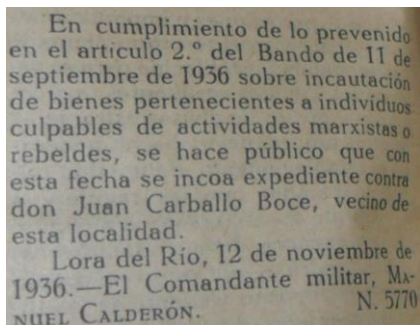 En cumplimiento de lo prevenido
en el artículo 2.º del Bando de 11 de
septiembre de 1936 sobre incautación
de bienes pertenecientes a indivíduos
culpables de actividades marxistas o
rebeldes, se hace público que con
esta fecha se incoa expediente contra
don Juan Carballo Boce, vecino de
esta localidad.
Lora del Río, 12 de noviembre de
1936.—El Comandante militar, MA-
NUEL CALDERÓN. N. 5770